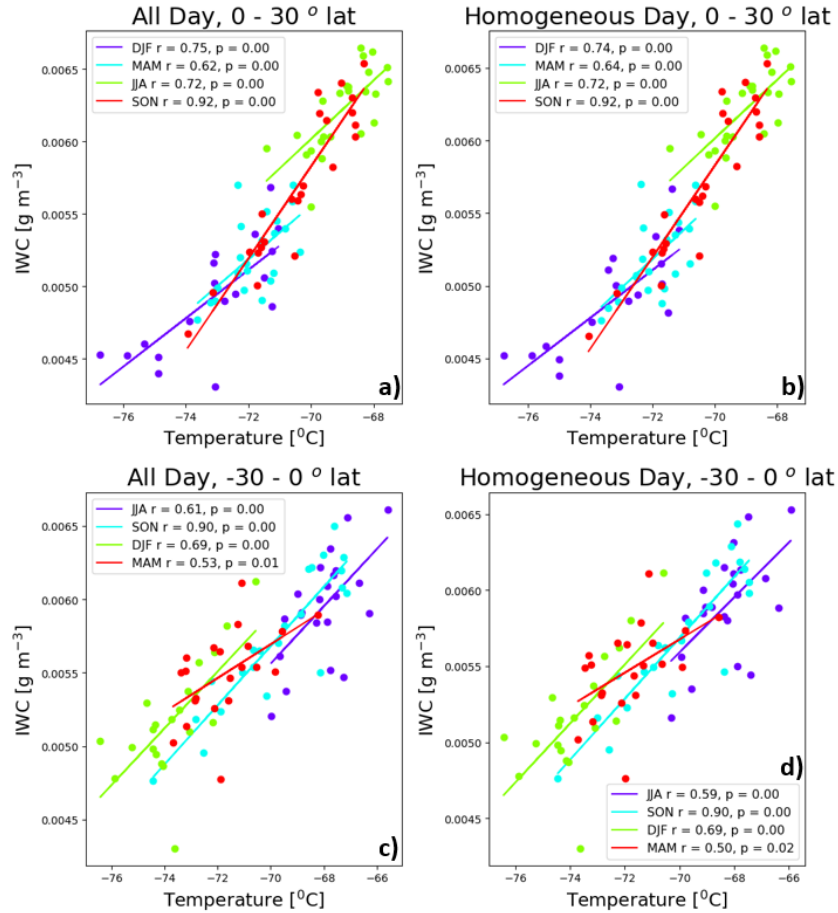 All Day, 0 - 30 ° lat
DJF r = 0.75, p = 0.00
MAM r = 0.62, p = 0.00
JJA r = 0.72, p = 0.00
SON r = 0.92, p = 0.00
IWC [g m⁻³]
0.0065
0.0060
0.0055
0.0050
0.0045
a)
−76 −74 −72 −70 −68
Temperature [⁰C]
Homogeneous Day, 0 - 30 ° lat
DJF r = 0.74, p = 0.00
MAM r = 0.64, p = 0.00
JJA r = 0.72, p = 0.00
SON r = 0.92, p = 0.00
IWC [g m⁻³]
0.0065
0.0060
0.0055
0.0050
0.0045
b)
−76 −74 −72 −70 −68
Temperature [⁰C]
All Day, -30 - 0 ° lat
JJA r = 0.61, p = 0.00
SON r = 0.90, p = 0.00
DJF r = 0.69, p = 0.00
MAM r = 0.53, p = 0.01
IWC [g m⁻³]
0.0065
0.0060
0.0055
0.0050
0.0045
c)
−76 −74 −72 −70 −68 −66
Temperature [⁰C]
Homogeneous Day, -30 - 0 ° lat
IWC [g m⁻³]
0.0065
0.0060
0.0055
0.0050
0.0045
d)
JJA r = 0.59, p = 0.00
SON r = 0.90, p = 0.00
DJF r = 0.69, p = 0.00
MAM r = 0.50, p = 0.02
−76 −74 −72 −70 −68 −66
Temperature [⁰C]